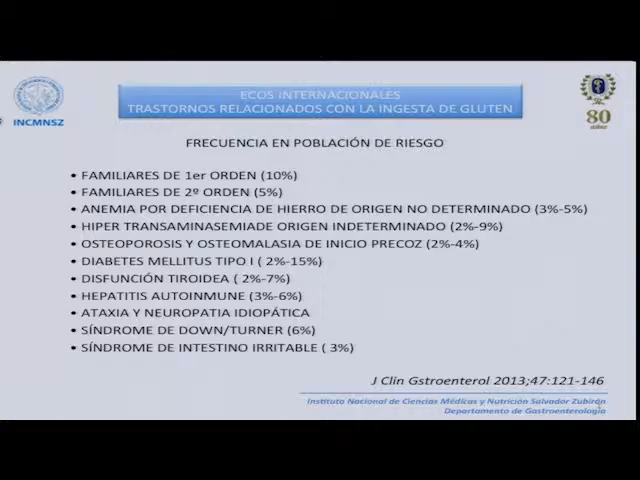 INCMNSZ
ECOS INTERNACIONALES
TRASTORNOS RELACIONADOS CON LA INGESTA DE GLUTEN
80
años
FRECUENCIA EN POBLACIÓN DE RIESGO
• FAMILIARES DE 1er ORDEN (10%)
• FAMILIARES DE 2º ORDEN (5%)
• ANEMIA POR DEFICIENCIA DE HIERRO DE ORIGEN NO DETERMINADO (3%-5%)
• HIPER TRANSAMINASEMIADE ORIGEN INDETERMINADO (2%-9%)
• OSTEOPOROSIS Y OSTEOMALASIA DE INICIO PRECOZ (2%-4%)
• DIABETES MELLITUS TIPO I ( 2%-15%)
• DISFUNCIÓN TIROIDEA ( 2%-7%)
• HEPATITIS AUTOINMUNE (3%-6%)
• ATAXIA Y NEUROPATIA IDIOPÁTICA
• SÍNDROME DE DOWN/TURNER (6%)
• SÍNDROME DE INTESTINO IRRITABLE ( 3%)
J Clin Gstroenterol 2013;47:121-146
Instituto Nacional de Ciencias Médicas y Nutrición Salvador Zubirán
Departamento de Gastroenterología